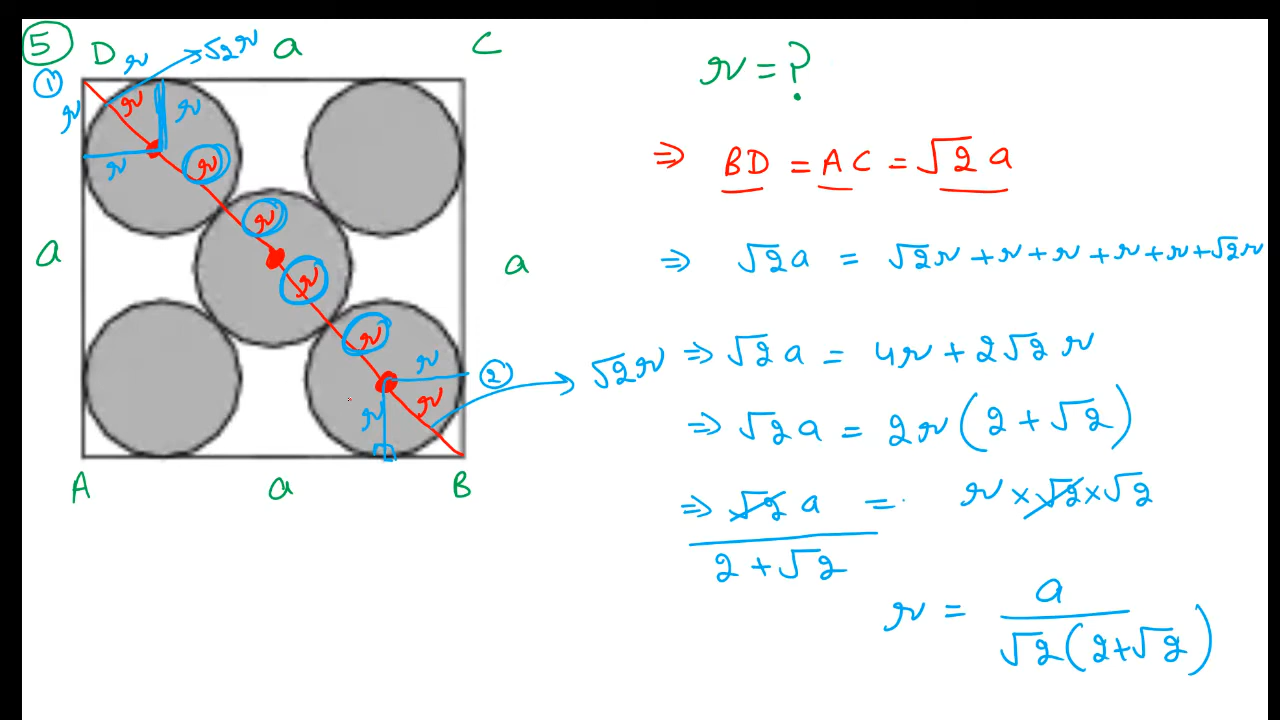 5
D a C
① r √2r
r r r
r r
r
a r a
r
r
r ②
r r
A a B
r = ?
⇒ BD = AC = √2 a
⇒ √2a = √2r + r + r + r + r + √2r
√2r ⇒ √2 a = 4r + 2√2 r
⇒ √2 a = 2r (2 + √2)
⇒ √2 a = r × √2 × √2
2 + √2
r = a
√2 (2+√2)